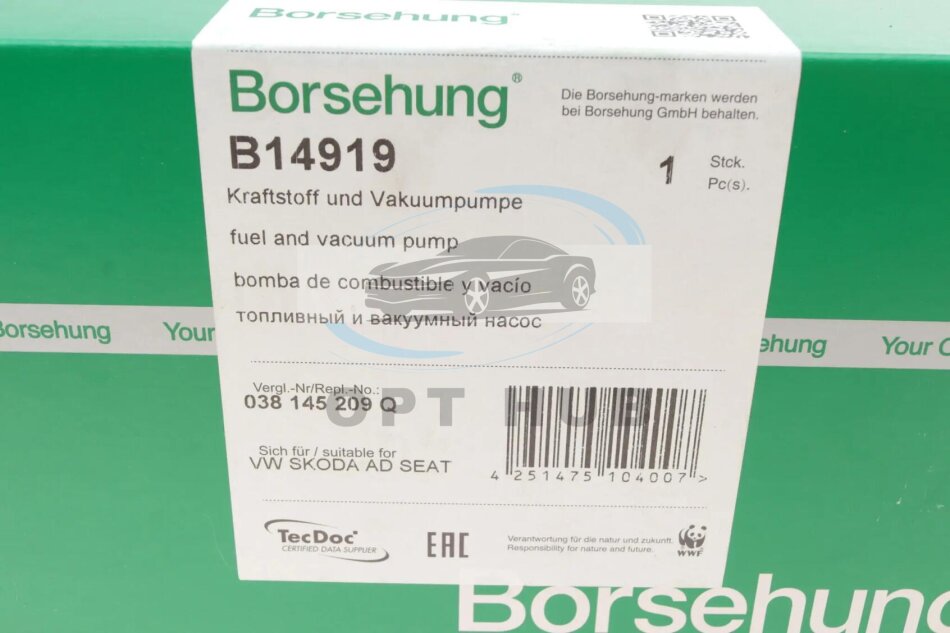 Borsehung®
Borsehung®
Die Borsehung-marken werden
bei Borsehung GmbH behalten.
B14919
1 Stck.
Pc(s).
Kraftstoff und Vakuumpumpe
fuel and vacuum pump
bomba de combustible y vacío
топливный и вакуумный насос
Borsehung
Your
sehung
Your
Vergl.-Nr/Repl.-No.:
038 145 209 Q
OPT HUB
Sich für / suitable for
VW SKODA AD SEAT
4 251475 104007 >
TecDoc
CERTIFIED DATA SUPPLIER
EAC
Verantwortung für die natur und zukunft.
Responsibility for nature and future.
WWF
Borsehung